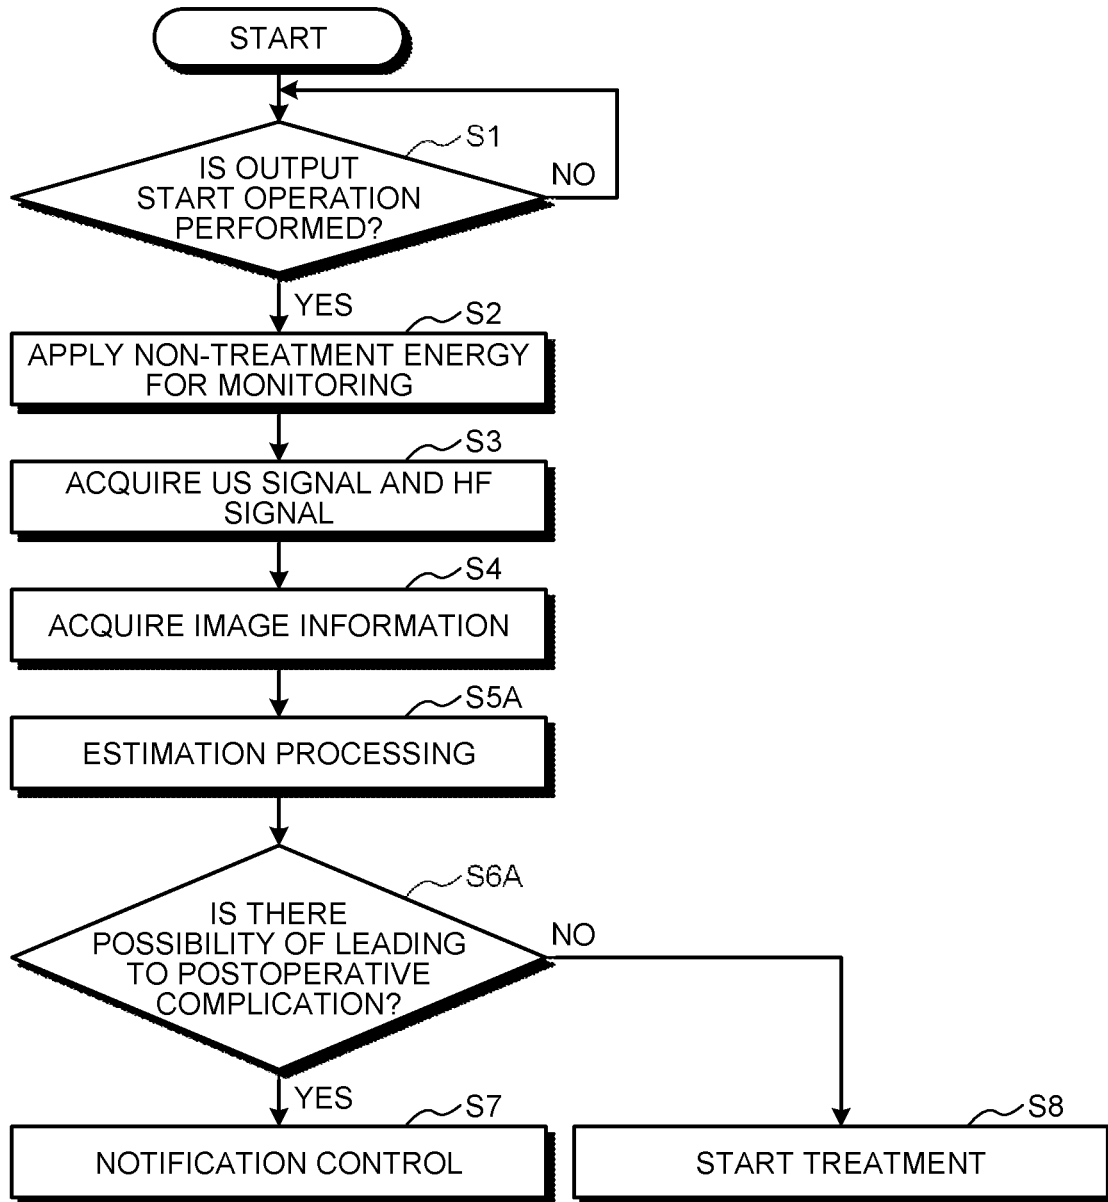 START
S1
IS OUTPUT
START OPERATION
PERFORMED?
NO
YES
S2
APPLY NON-TREATMENT ENERGY
FOR MONITORING
S3
ACQUIRE US SIGNAL AND HF
SIGNAL
S4
ACQUIRE IMAGE INFORMATION
S5A
ESTIMATION PROCESSING
S6A
IS THERE
POSSIBILITY OF LEADING
TO POSTOPERATIVE
COMPLICATION?
NO
YES
S7
NOTIFICATION CONTROL
S8
START TREATMENT